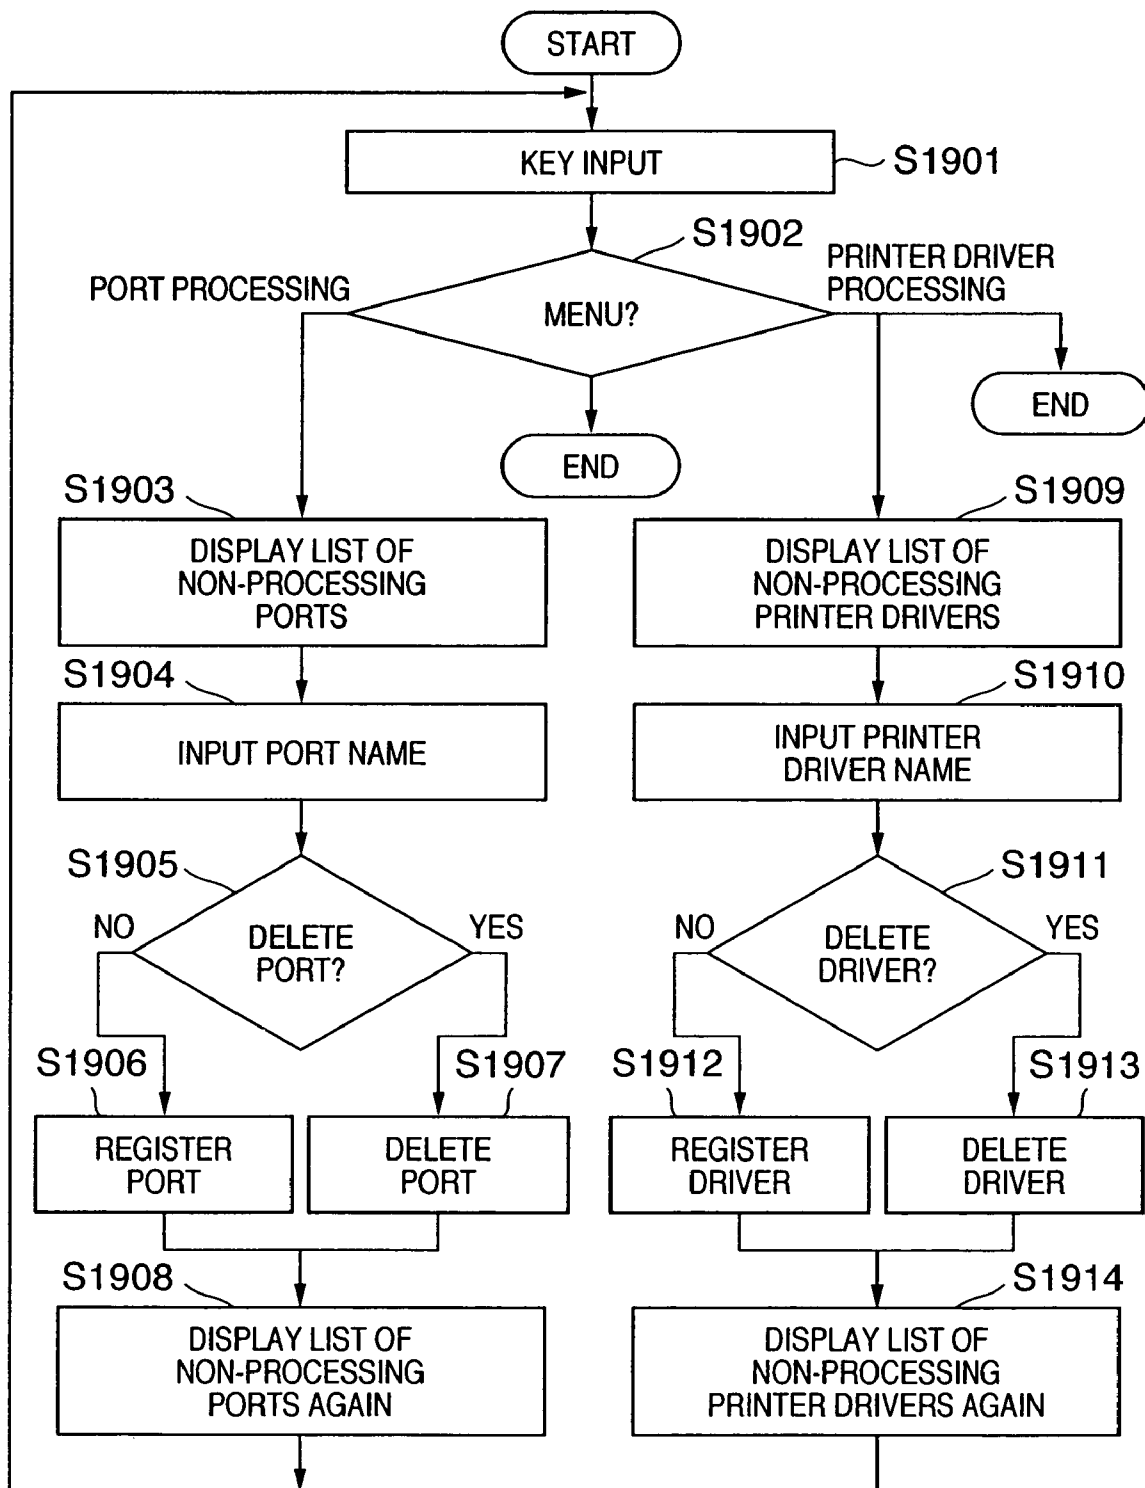 START
KEY INPUT
S1901
S1902
PORT PROCESSING
MENU?
PRINTER DRIVER
PROCESSING
END
END
S1903
DISPLAY LIST OF
NON-PROCESSING
PORTS
S1909
DISPLAY LIST OF
NON-PROCESSING
PRINTER DRIVERS
S1904
INPUT PORT NAME
S1910
INPUT PRINTER
DRIVER NAME
S1905
NO
DELETE
PORT?
YES
S1911
NO
DELETE
DRIVER?
YES
S1906
REGISTER
PORT
S1907
DELETE
PORT
S1912
REGISTER
DRIVER
S1913
DELETE
DRIVER
S1908
DISPLAY LIST OF
NON-PROCESSING
PORTS AGAIN
S1914
DISPLAY LIST OF
NON-PROCESSING
PRINTER DRIVERS AGAIN